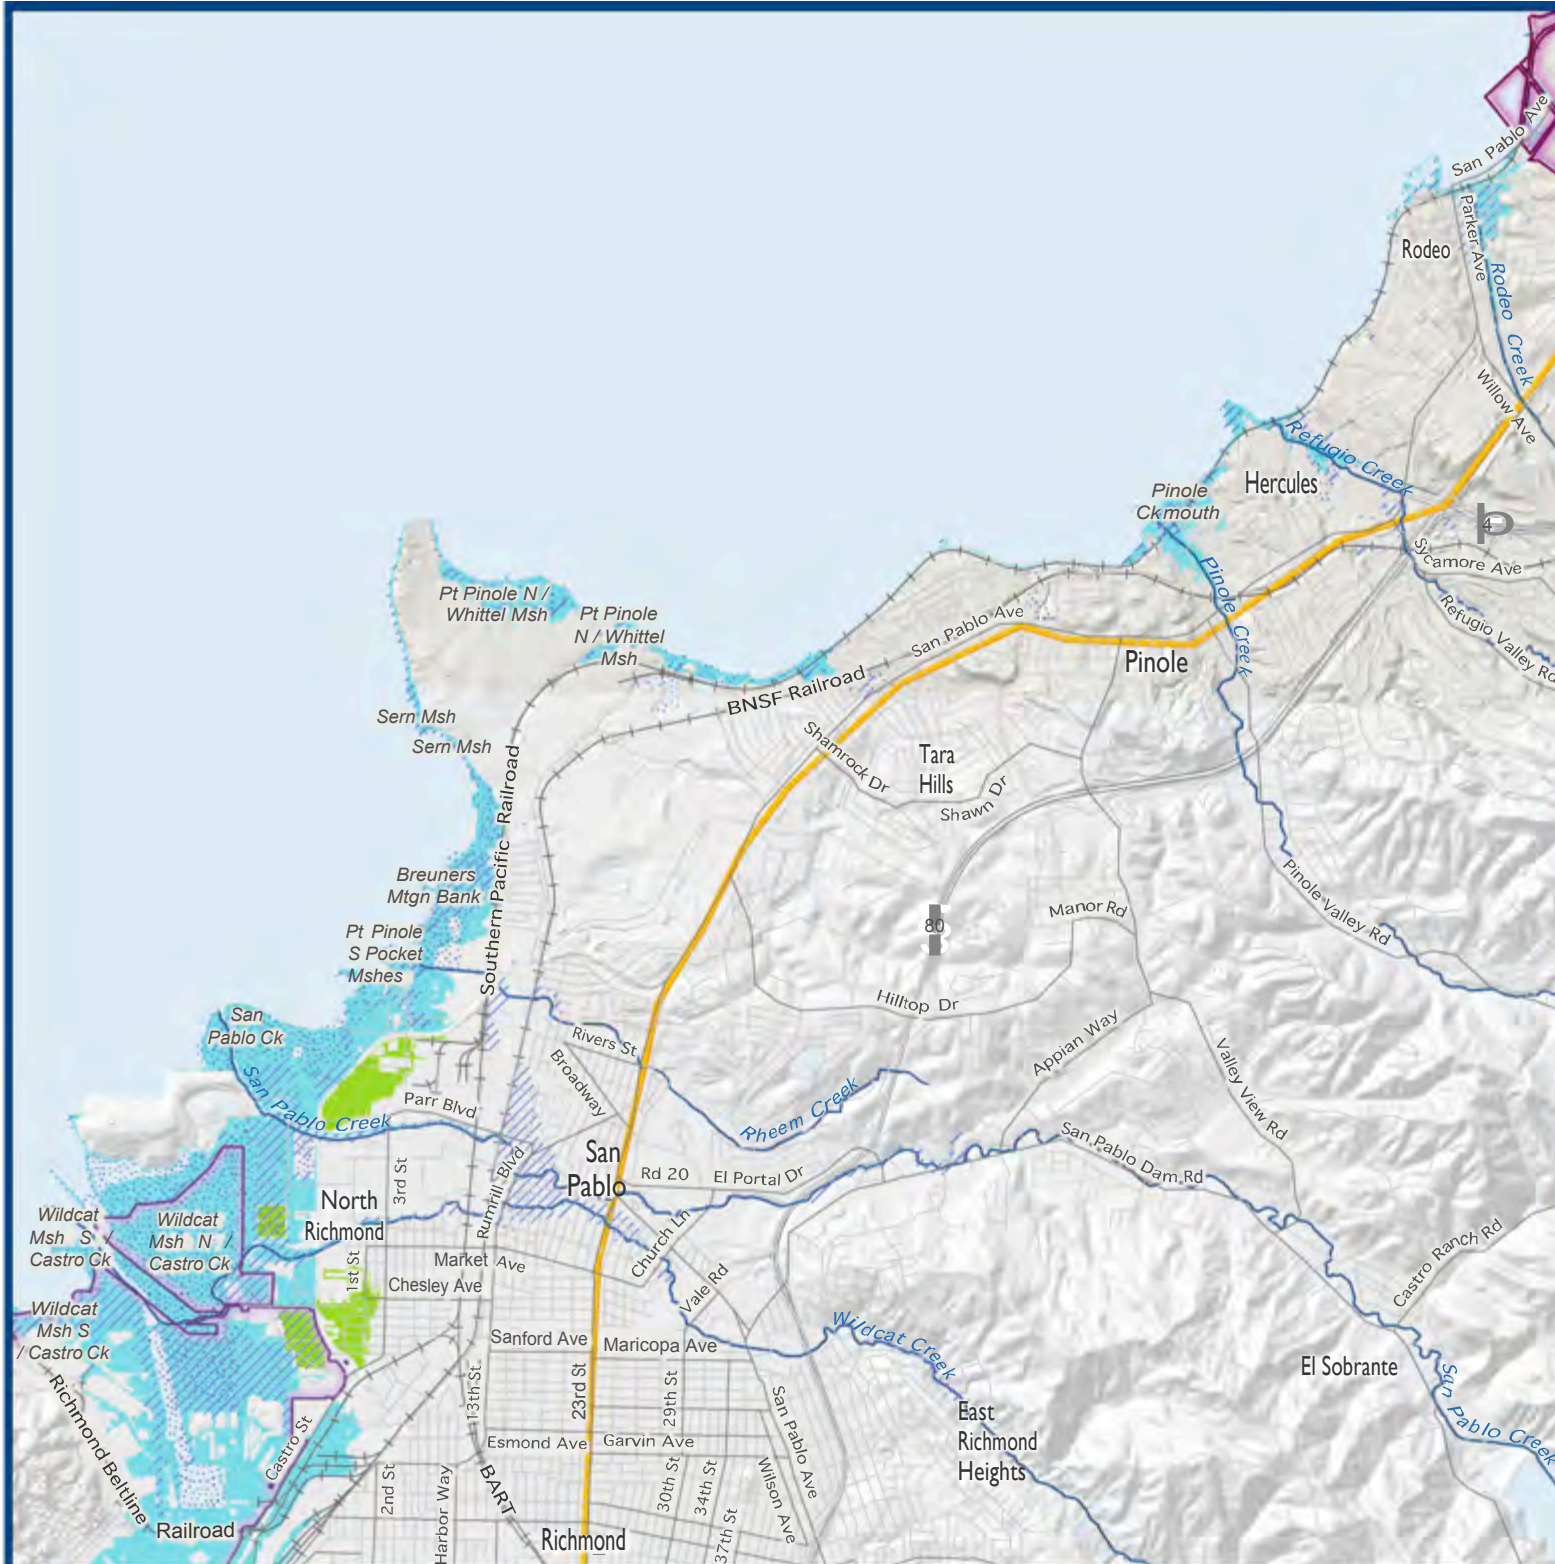 San Pablo Ave
Parker Ave
Rodeo
Rodeo Creek
Willow Ave
Refugio Creek
Hercules
Pinole
Ckmouth
4
Sycamore Ave
Pinole Creek
Refugio Valley Rd
Pt Pinole N /
Whittel Msh
Pt Pinole
N / Whittel
Msh
San Pablo Ave
Pinole
BNSF Railroad
Sern Msh
Sern Msh
Shamrock Dr
Tara
Hills
Shawn Dr
Southern Pacific Railroad
Breuners
Mtgn Bank
Pinole Valley Rd
Manor Rd
80
Pt Pinole
S Pocket
Mshes
Hilltop Dr
San
Pablo Ck
Rivers St
Appian Way
Broadway
Valley View Rd
San Pablo Creek
Parr Blvd
Rheem Creek
San Pablo Dam Rd
San
Pablo
Rd 20
El Portal Dr
3rd St
Rumrill Blvd
North
Richmond
Wildcat
Msh S /
Castro Ck
Wildcat
Msh N /
Castro Ck
Church Ln
Castro Ranch Rd
Market Ave
1st St
Chesley Ave
Vale Rd
Wildcat
Msh S
/ Castro Ck
Sanford Ave
Maricopa Ave
Wildcat Creek
El Sobrante
Richmond Beltline
Railroad
13th St
23rd St
29th St
San Pablo Ave
San Pablo Creek
East
Richmond
Heights
Castro St
Esmond Ave
Garvin Ave
2nd St
Harbor Way
BART
30th St
34th St
Wilson Ave
37th St
Richmond